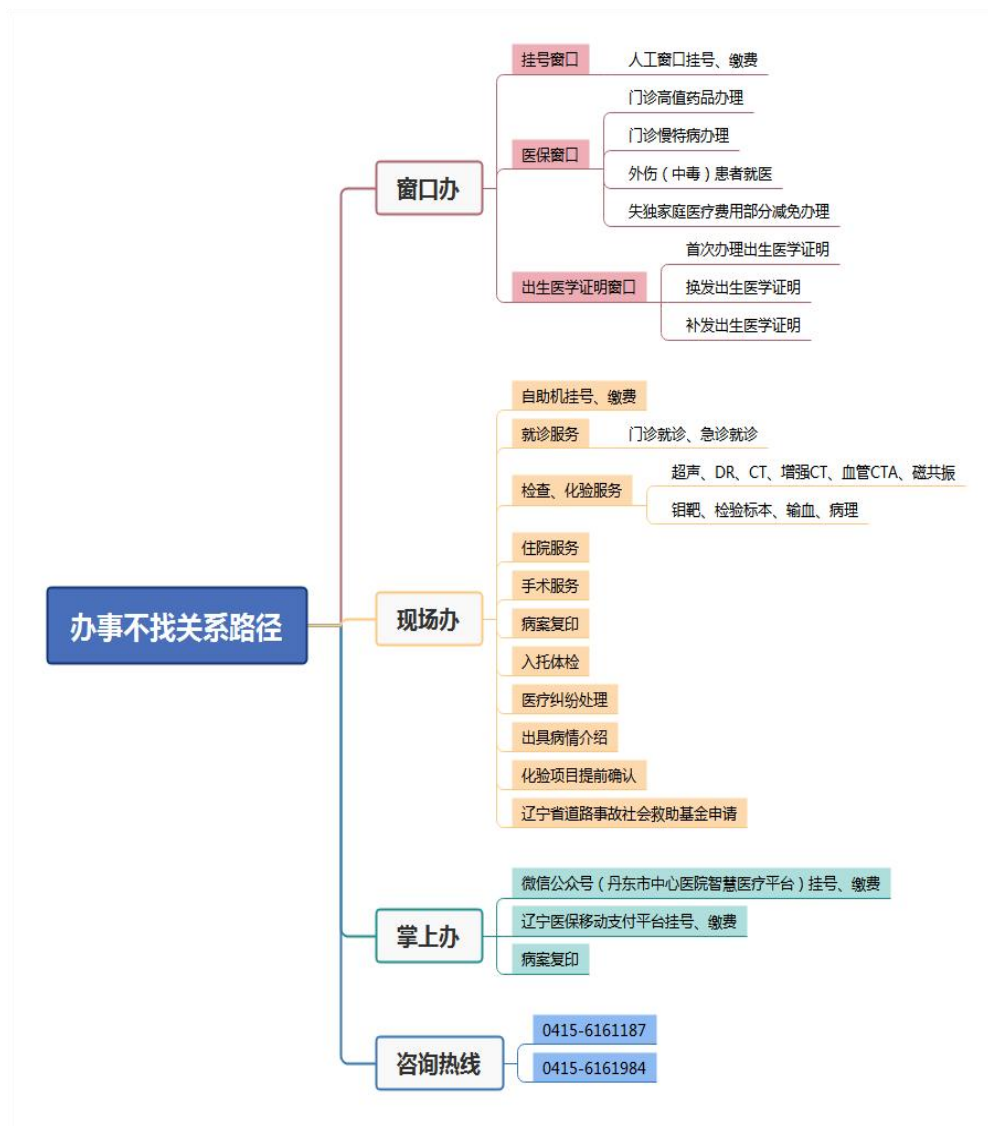 办事不找关系路径
窗口办
挂号窗口
人工窗口挂号、缴费
医保窗口
门诊高值药品办理
门诊慢特病办理
外伤（中毒）患者就医
失独家庭医疗费用部分减免办理
出生医学证明窗口
首次办理出生医学证明
换发出生医学证明
补发出生医学证明
现场办
自助机挂号、缴费
就诊服务
门诊就诊、急诊就诊
检查、化验服务
超声、DR、CT、增强CT、血管CTA、磁共振
钼靶、检验标本、输血、病理
住院服务
手术服务
病案复印
入托体检
医疗纠纷处理
出具病情介绍
化验项目提前确认
辽宁省道路事故社会救助基金申请
掌上办
微信公众号（丹东市中心医院智慧医疗平台）挂号、缴费
辽宁医保移动支付平台挂号、缴费
病案复印
咨询热线
0415-6161187
0415-6161984